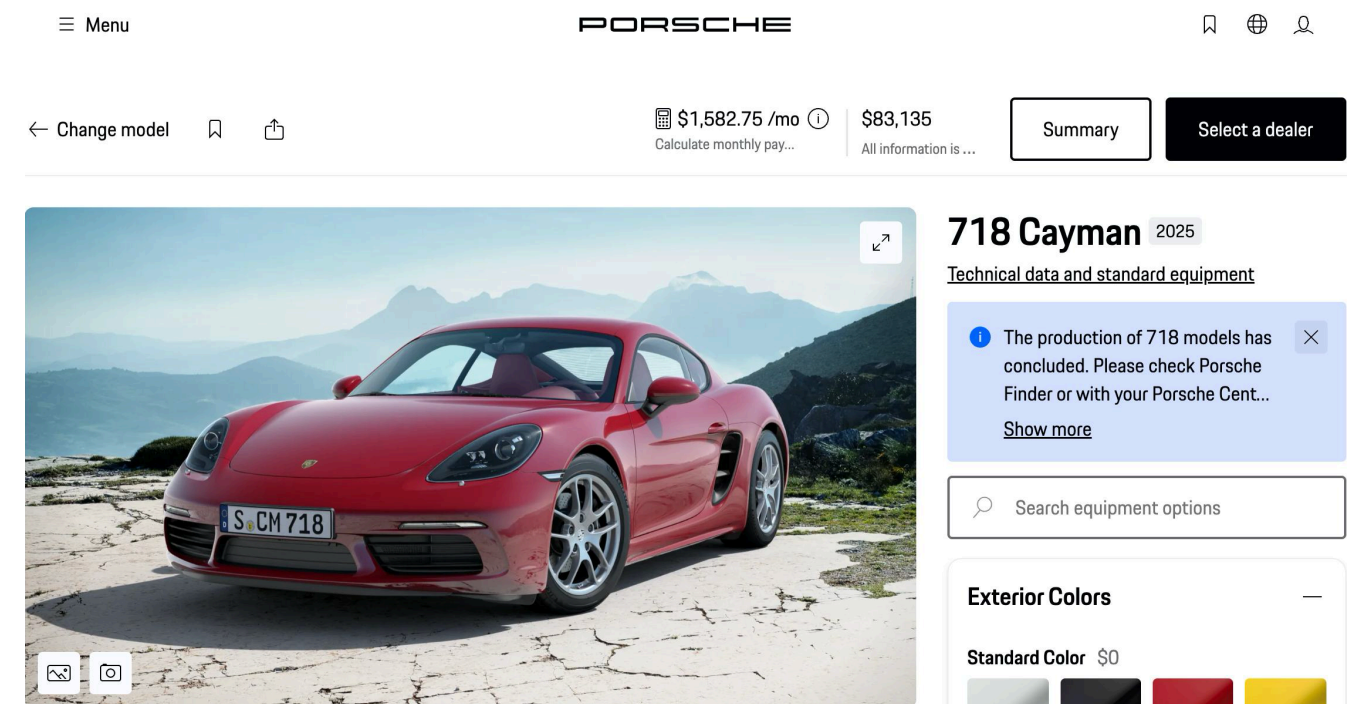 Menu
PORSCHE
Change model
$1,582.75 /mo
Calculate monthly pay...
$83,135
All information is ...
Summary
Select a dealer
718 Cayman 2025
Technical data and standard equipment
The production of 718 models has
concluded. Please check Porsche
Finder or with your Porsche Cent...
Show more
Search equipment options
S CM 718
Exterior Colors
Standard Color $0